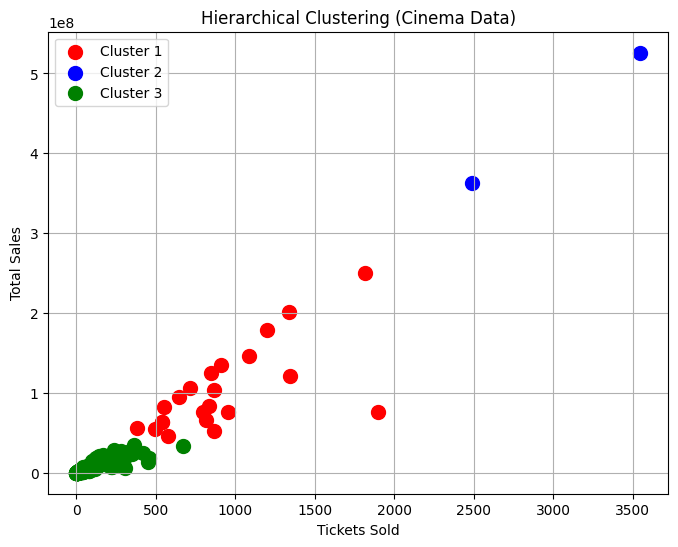 Hierarchical Clustering (Cinema Data)
1e8
Cluster 1
Cluster 2
Cluster 3
5
4
3
2
1
0
Total Sales
0 500 1000 1500 2000 2500 3000 3500
Tickets Sold